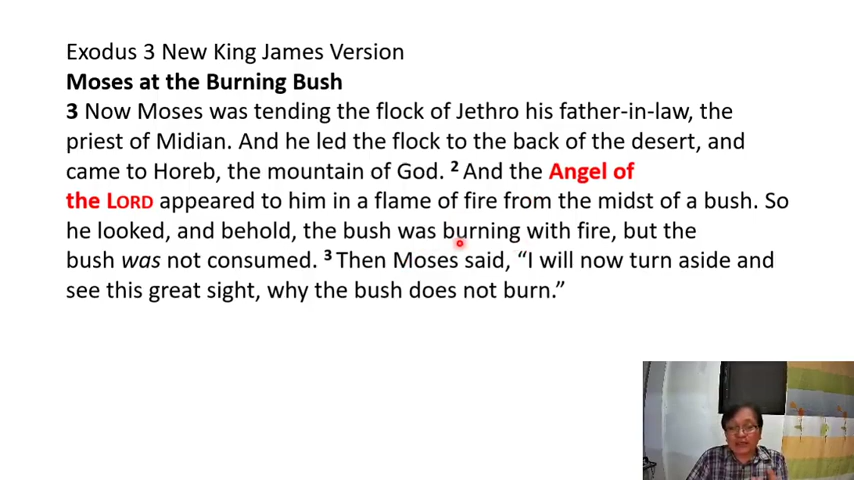 Exodus 3 New King James Version
Moses at the Burning Bush
3 Now Moses was tending the flock of Jethro his father-in-law, the
priest of Midian. And he led the flock to the back of the desert, and
came to Horeb, the mountain of God. 2 And the Angel of
the LORD appeared to him in a flame of fire from the midst of a bush. So
he looked, and behold, the bush was burning with fire, but the
bush was not consumed. 3 Then Moses said, “I will now turn aside and
see this great sight, why the bush does not burn.”